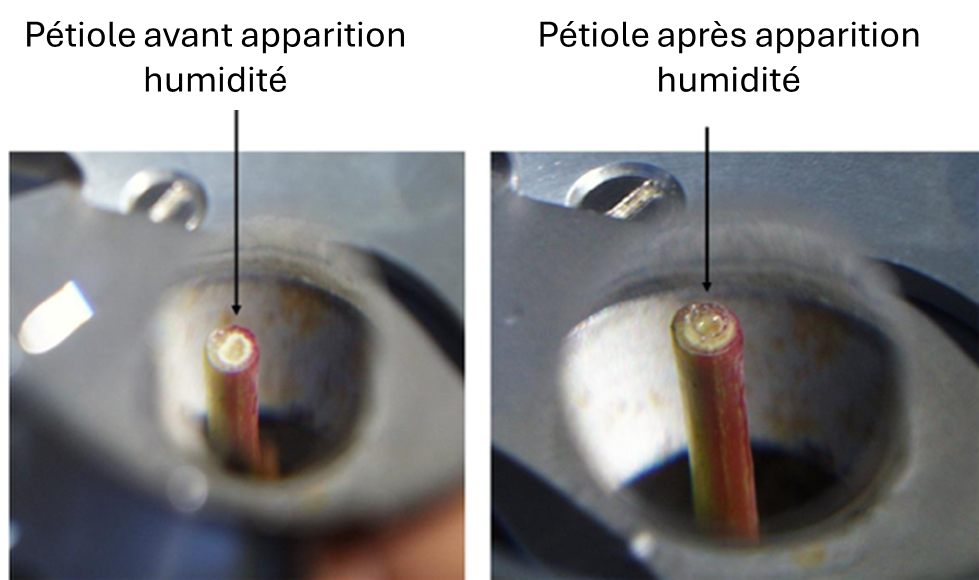 Pétiole avant apparition
humidité
Pétiole après apparition
humidité